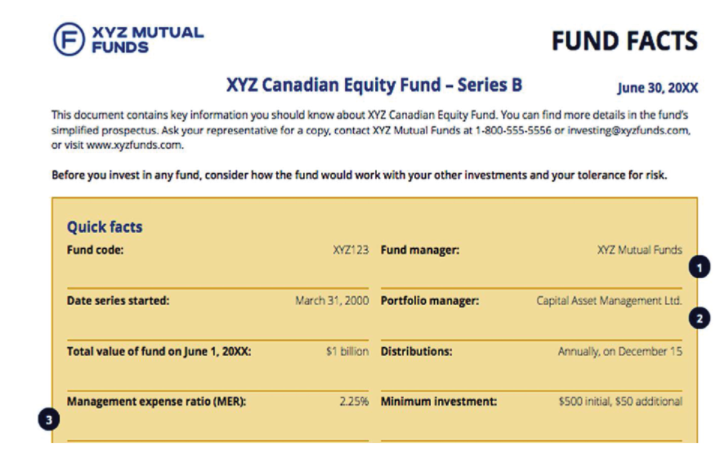 XYZ MUTUAL
FUNDS
FUND FACTS
XYZ Canadian Equity Fund – Series B
June 30, 20XX
This document contains key information you should know about XYZ Canadian Equity Fund. You can find more details in the fund's
simplified prospectus. Ask your representative for a copy, contact XYZ Mutual Funds at 1-800-555-5556 or investing@xyzfunds.com,
or visit www.xyzfunds.com.
Before you invest in any fund, consider how the fund would work with your other investments and your tolerance for risk.
Quick facts
Fund code: XYZ123 Fund manager: XYZ Mutual Funds
1
Date series started: March 31, 2000 Portfolio manager: Capital Asset Management Ltd.
2
Total value of fund on June 1, 20XX: $1 billion Distributions: Annually, on December 15
Management expense ratio (MER): 2.25% Minimum investment: $500 initial, $50 additional
3